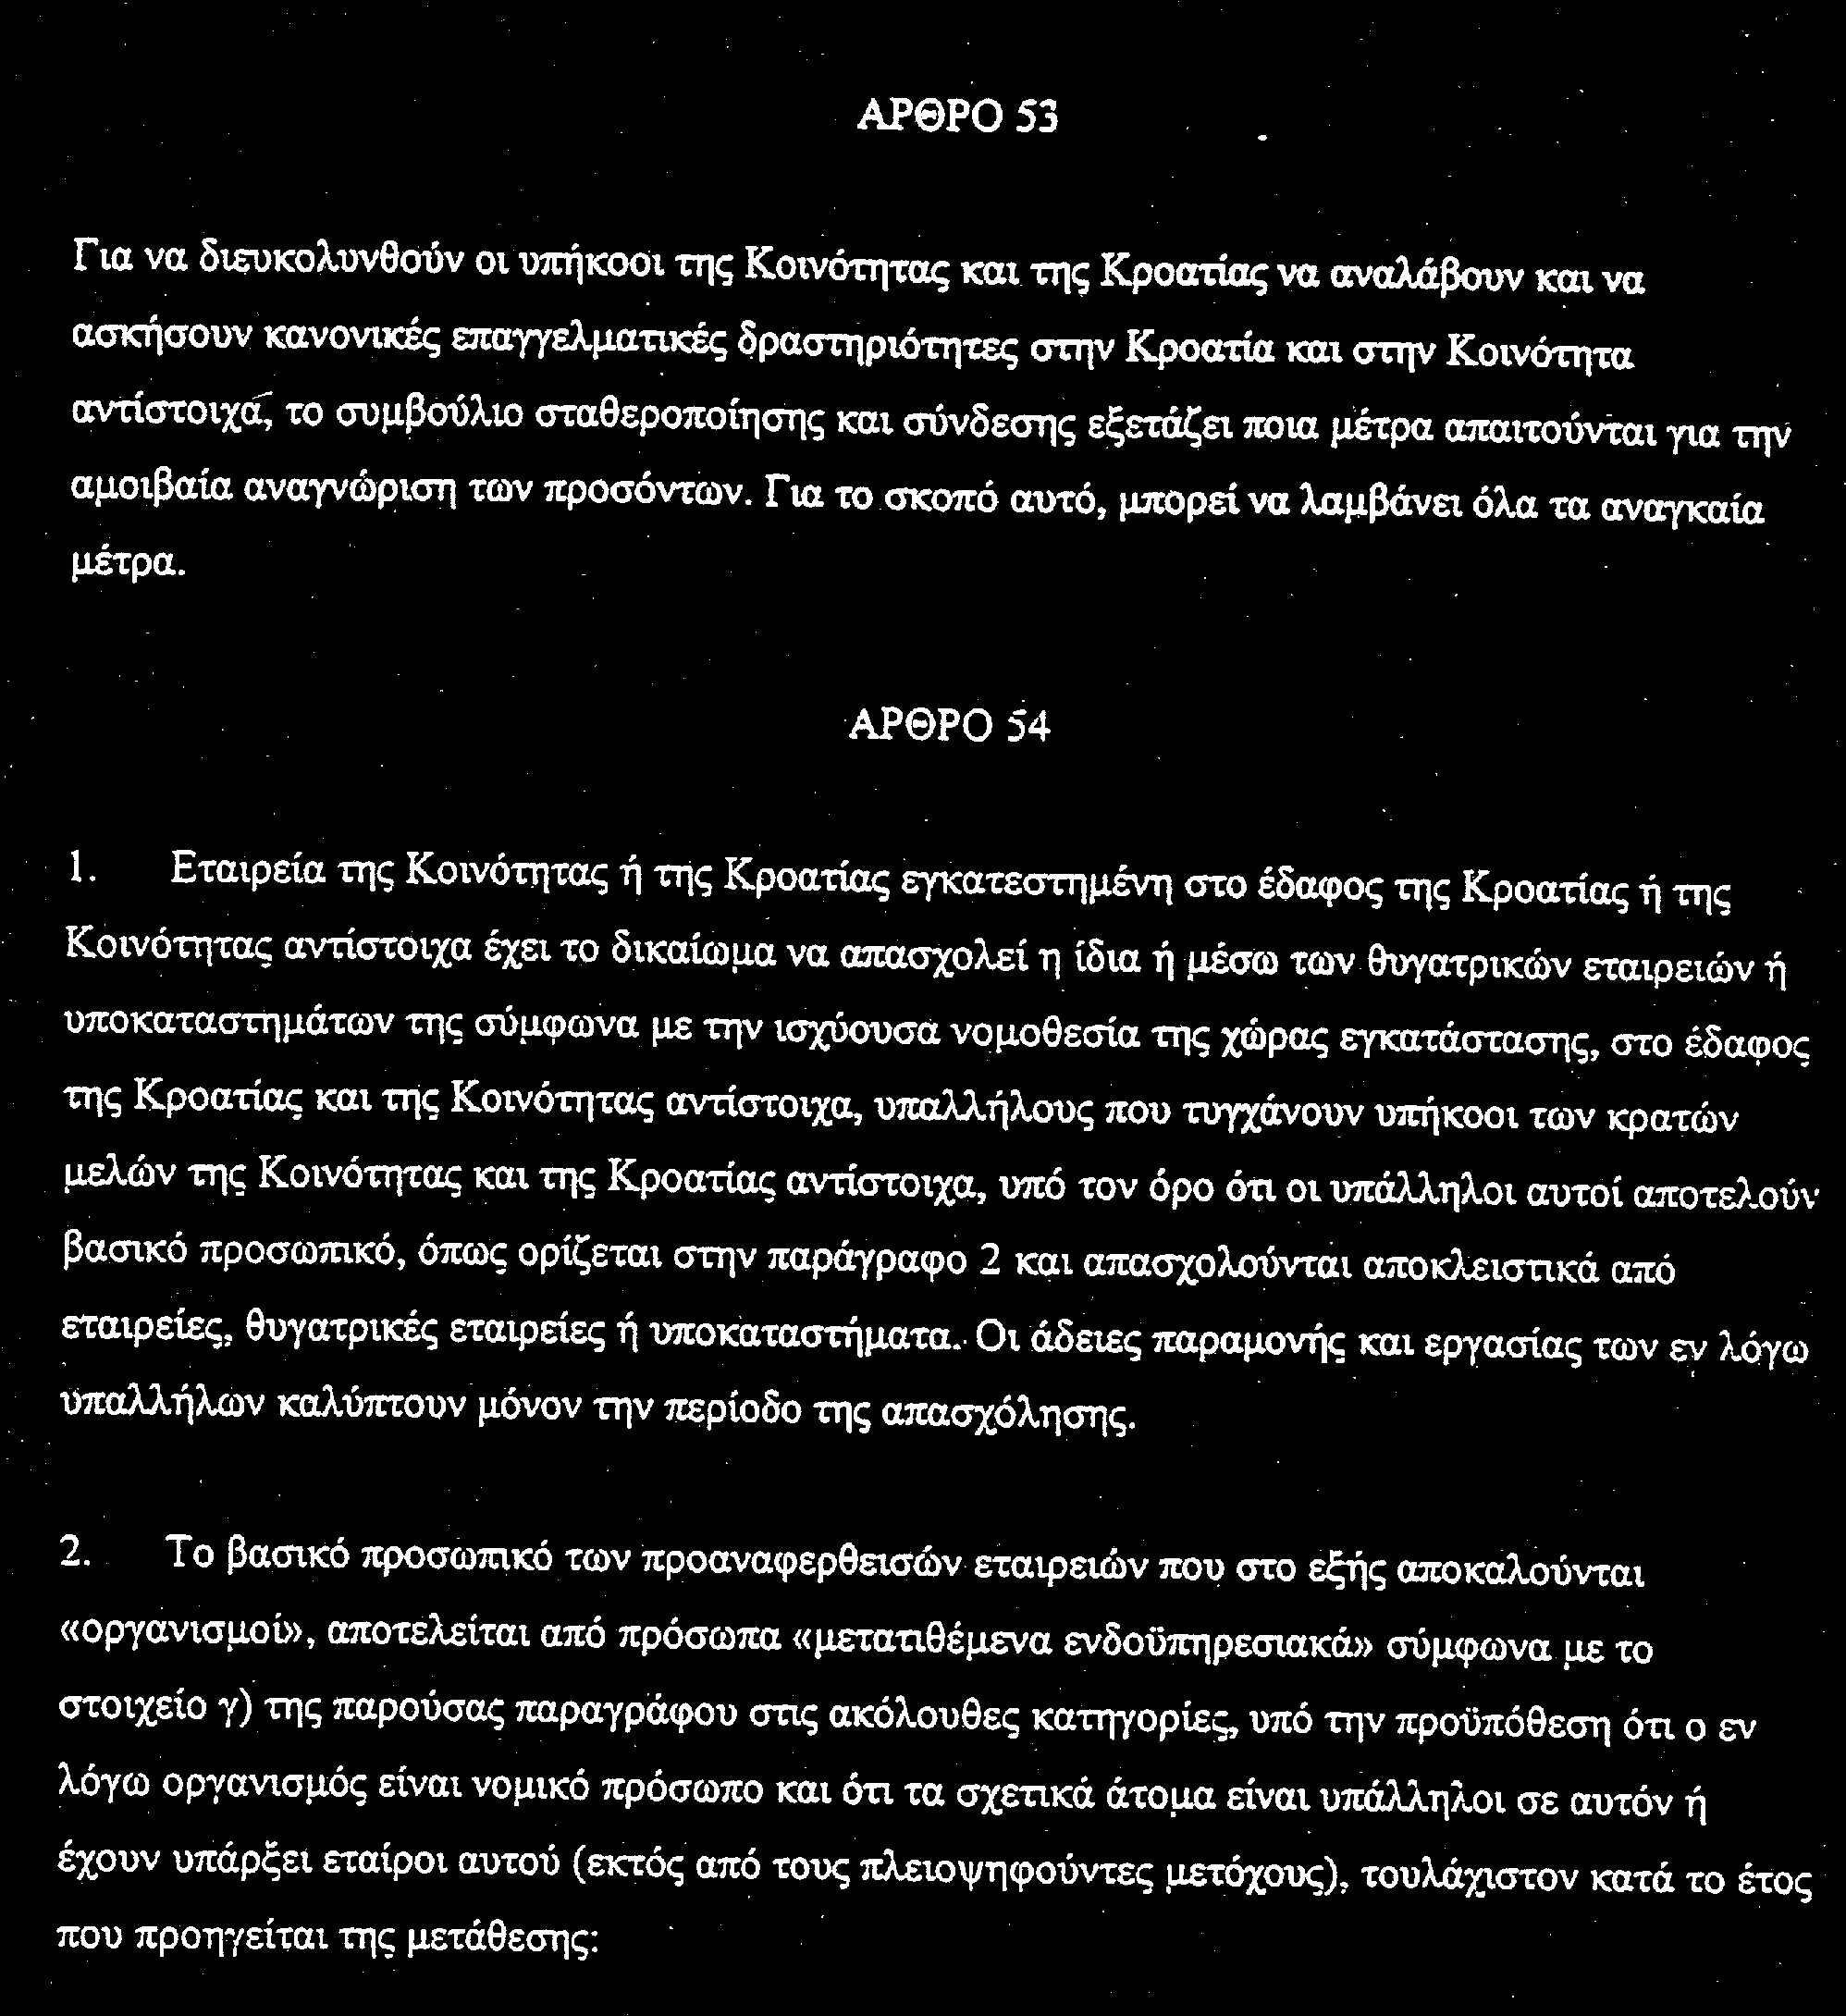 ΑΡΘΡΟ 53
Για να διευκολυνθούν οι υπήκοοι της Κοινότητας και της Κροατίας να αναλάβουν και να
ασκήσουν κανονικές επαγγελματικές δραστηριότητες στην Κροατία και στην Κοινότητα
αντίστοιχα, το συμβούλιο σταθεροποίησης και σύνδεσης εξετάζει ποια μέτρα απαιτούνται για την
αμοιβαία αναγνώριση των προσόντων. Για το σκοπό αυτό, μπορεί να λαμβάνει όλα τα αναγκαία
μέτρα.
ΑΡΘΡΟ 54
1. Εταιρεία της Κοινότητας ή της Κροατίας εγκατεστημένη στο έδαφος της Κροατίας ή της
Κοινότητας αντίστοιχα έχει το δικαίωμα να απασχολεί η ίδια ή μέσω των θυγατρικών εταιρειών ή
υποκαταστημάτων της σύμφωνα με την ισχύουσα νομοθεσία της χώρας εγκατάστασης, στο έδαφος
της Κροατίας και της Κοινότητας αντίστοιχα, υπαλλήλους που τυγχάνουν υπήκοοι των κρατών
μελών της Κοινότητας και της Κροατίας αντίστοιχα, υπό τον όρο ότι οι υπάλληλοι αυτοί αποτελούν
βασικό προσωπικό, όπως ορίζεται στην παράγραφο 2 και απασχολούνται αποκλειστικά από
εταιρείες, θυγατρικές εταιρείες ή υποκαταστήματα. Οι άδειες παραμονής και εργασίας των εν λόγω
υπαλλήλων καλύπτουν μόνον την περίοδο της απασχόλησης.
2. Το βασικό προσωπικό των προαναφερθεισών εταιρειών που στο εξής αποκαλούνται
«οργανισμοί», αποτελείται από πρόσωπα «μετατιθέμενα ενδοϋπηρεσιακά» σύμφωνα με το
στοιχείο γ) της παρούσας παραγράφου στις ακόλουθες κατηγορίες, υπό την προϋπόθεση ότι ο εν
λόγω οργανισμός είναι νομικό πρόσωπο και ότι τα σχετικά άτομα είναι υπάλληλοι σε αυτόν ή
έχουν υπάρξει εταίροι αυτού (εκτός από τους πλειοψηφούντες μετόχους), τουλάχιστον κατά το έτος
που προηγείται της μετάθεσης: